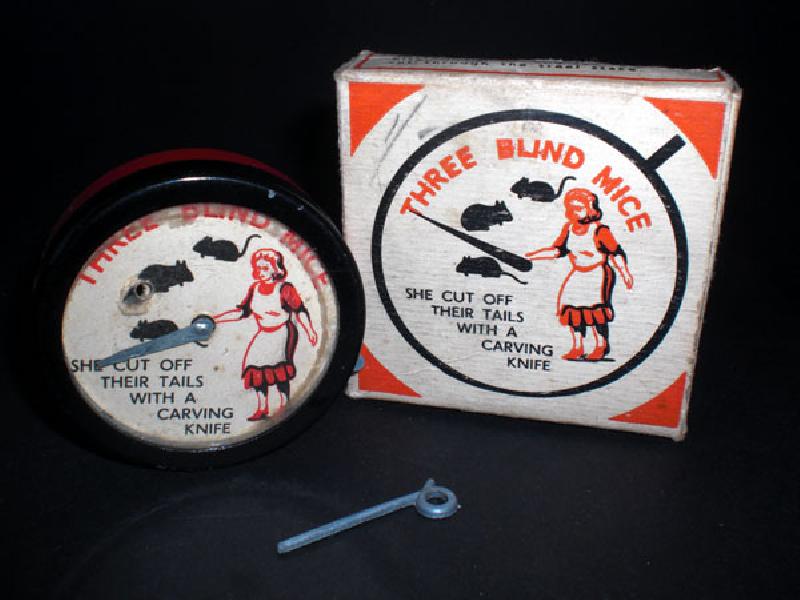 THREE BLIND MICE
SHE CUT OFF
THEIR TAILS
WITH A
CARVING
KNIFE
THREE BLIND MICE
SHE CUT OFF
THEIR TAILS
WITH A
CARVING
KNIFE